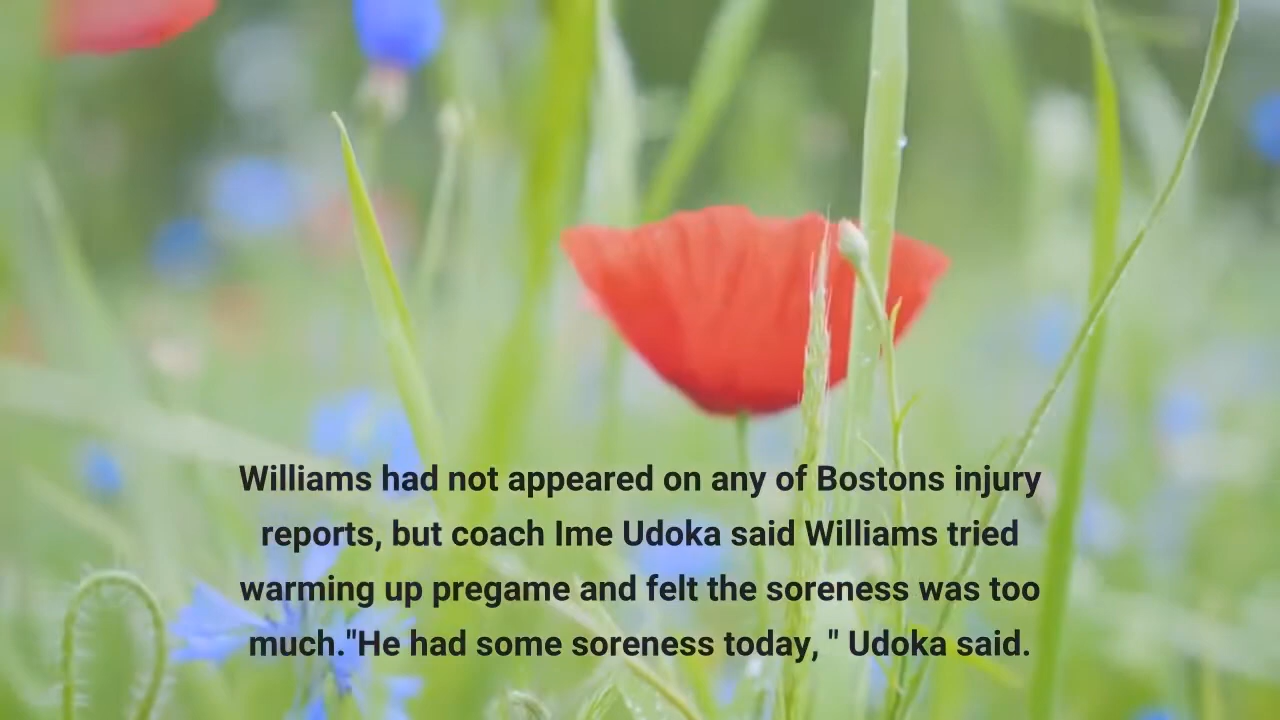 Williams had not appeared on any of Bostons injury
reports, but coach Ime Udoka said Williams tried
warming up pregame and felt the soreness was too
much."He had some soreness today, " Udoka said.